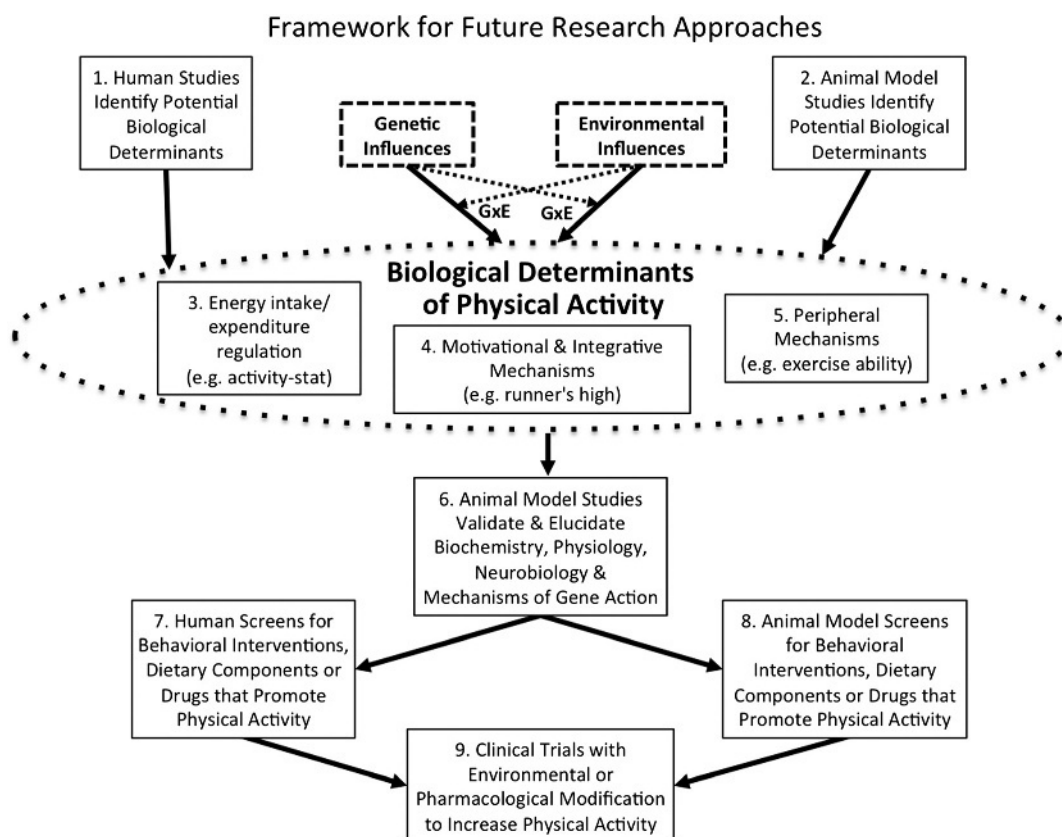 Framework for Future Research Approaches
1. Human Studies
Identify Potential
Biological
Determinants
Genetic
Influences
Environmental
Influences
2. Animal Model
Studies Identify
Potential Biological
Determinants
GxE
GxE
Biological Determinants
of Physical Activity
3. Energy intake/
expenditure
regulation
(e.g. activity-stat)
4. Motivational & Integrative
Mechanisms
(e.g. runner's high)
5. Peripheral
Mechanisms
(e.g. exercise ability)
6. Animal Model Studies
Validate & Elucidate
Biochemistry, Physiology,
Neurobiology &
Mechanisms of Gene Action
7. Human Screens for
Behavioral Interventions,
Dietary Components or
Drugs that Promote
Physical Activity
8. Animal Model Screens
for Behavioral
Interventions, Dietary
Components or Drugs that
Promote Physical Activity
9. Clinical Trials with
Environmental or
Pharmacological Modification
to Increase Physical Activity